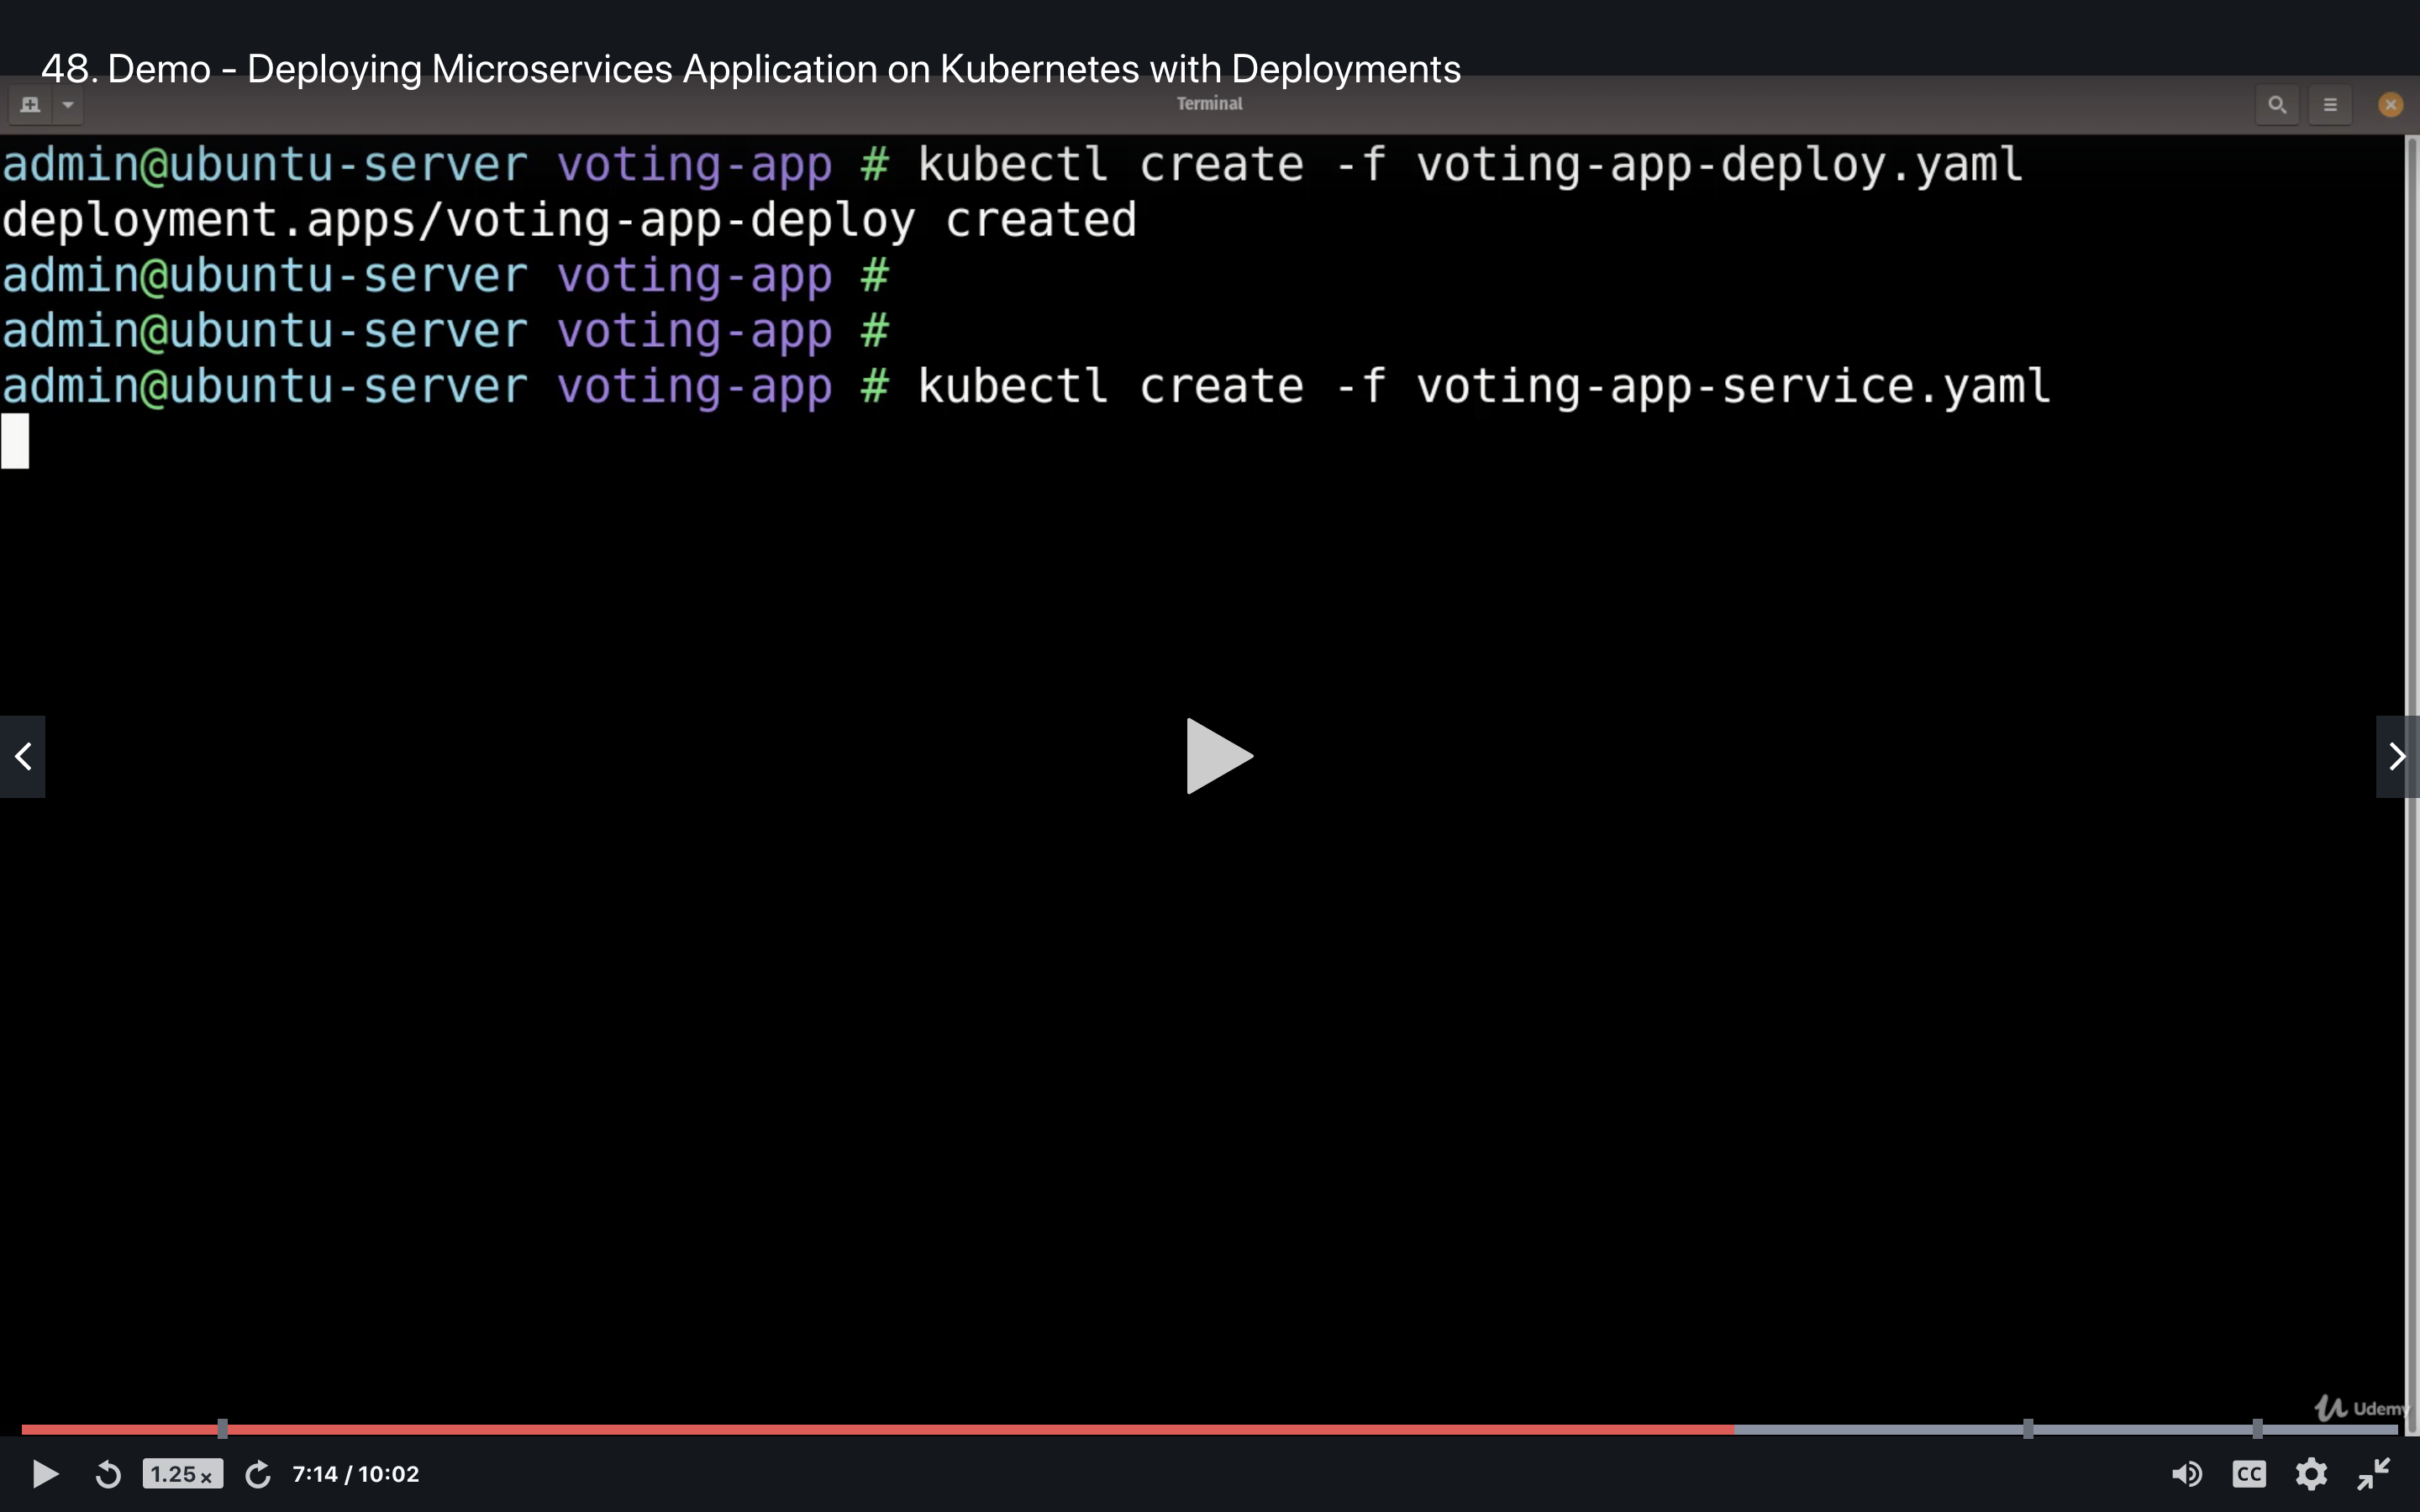 48. Demo - Deploying Microservices Application on Kubernetes with Deployments
Terminal
admin@ubuntu-server voting-app # kubectl create -f voting-app-deploy.yaml
deployment.apps/voting-app-deploy created
admin@ubuntu-server voting-app #
admin@ubuntu-server voting-app #
admin@ubuntu-server voting-app # kubectl create -f voting-app-service.yaml
Udemy
1.25x
7:14 / 10:02
CC